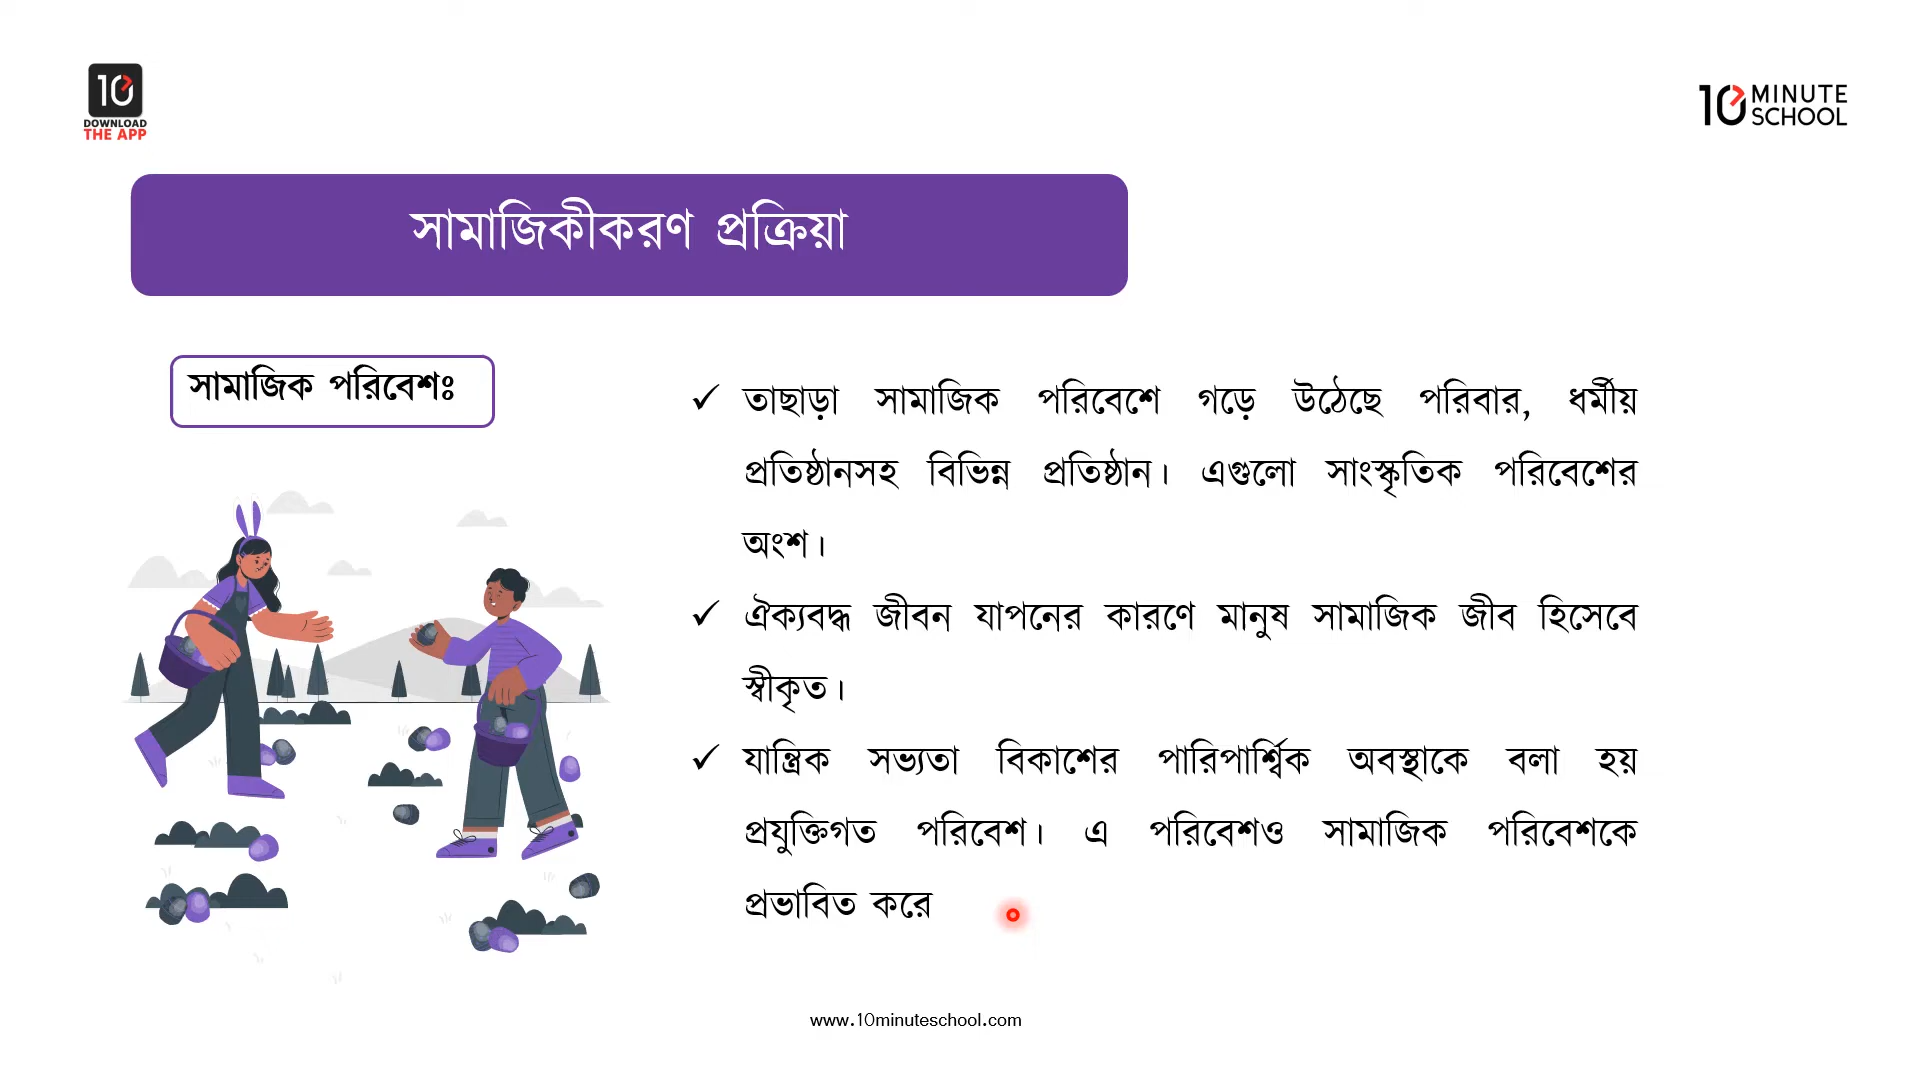 10
DOWNLOAD
THE APP
10 MINUTE
SCHOOL
সামাজিকীকরণ প্রক্রিয়া
সামাজিক পরিবেশঃ
✓ তাছাড়া সামাজিক পরিবেশে গড়ে উঠেছে পরিবার, ধর্মীয়
প্রতিষ্ঠানসহ বিভিন্ন প্রতিষ্ঠান। এগুলো সাংস্কৃতিক পরিবেশের
অংশ।
✓ ঐক্যবদ্ধ জীবন যাপনের কারণে মানুষ সামাজিক জীব হিসেবে
স্বীকৃত।
✓ যান্ত্রিক সভ্যতা বিকাশের পারিপার্শ্বিক অবস্থাকে বলা হয়
প্রযুক্তিগত পরিবেশ। এ পরিবেশও সামাজিক পরিবেশকে
প্রভাবিত করে
www.10minuteschool.com